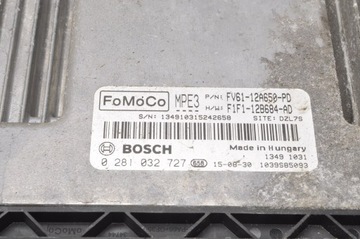 FoMoCo MPE3 P/N: FV61-12A650-PD
H/W: F1F1-12B684-AD
S/N: 134910315242658 SITE: DZL7S
BOSCH Made in Hungary
1349 1031
0 281 032 727 656 15-08-30 1039S85093